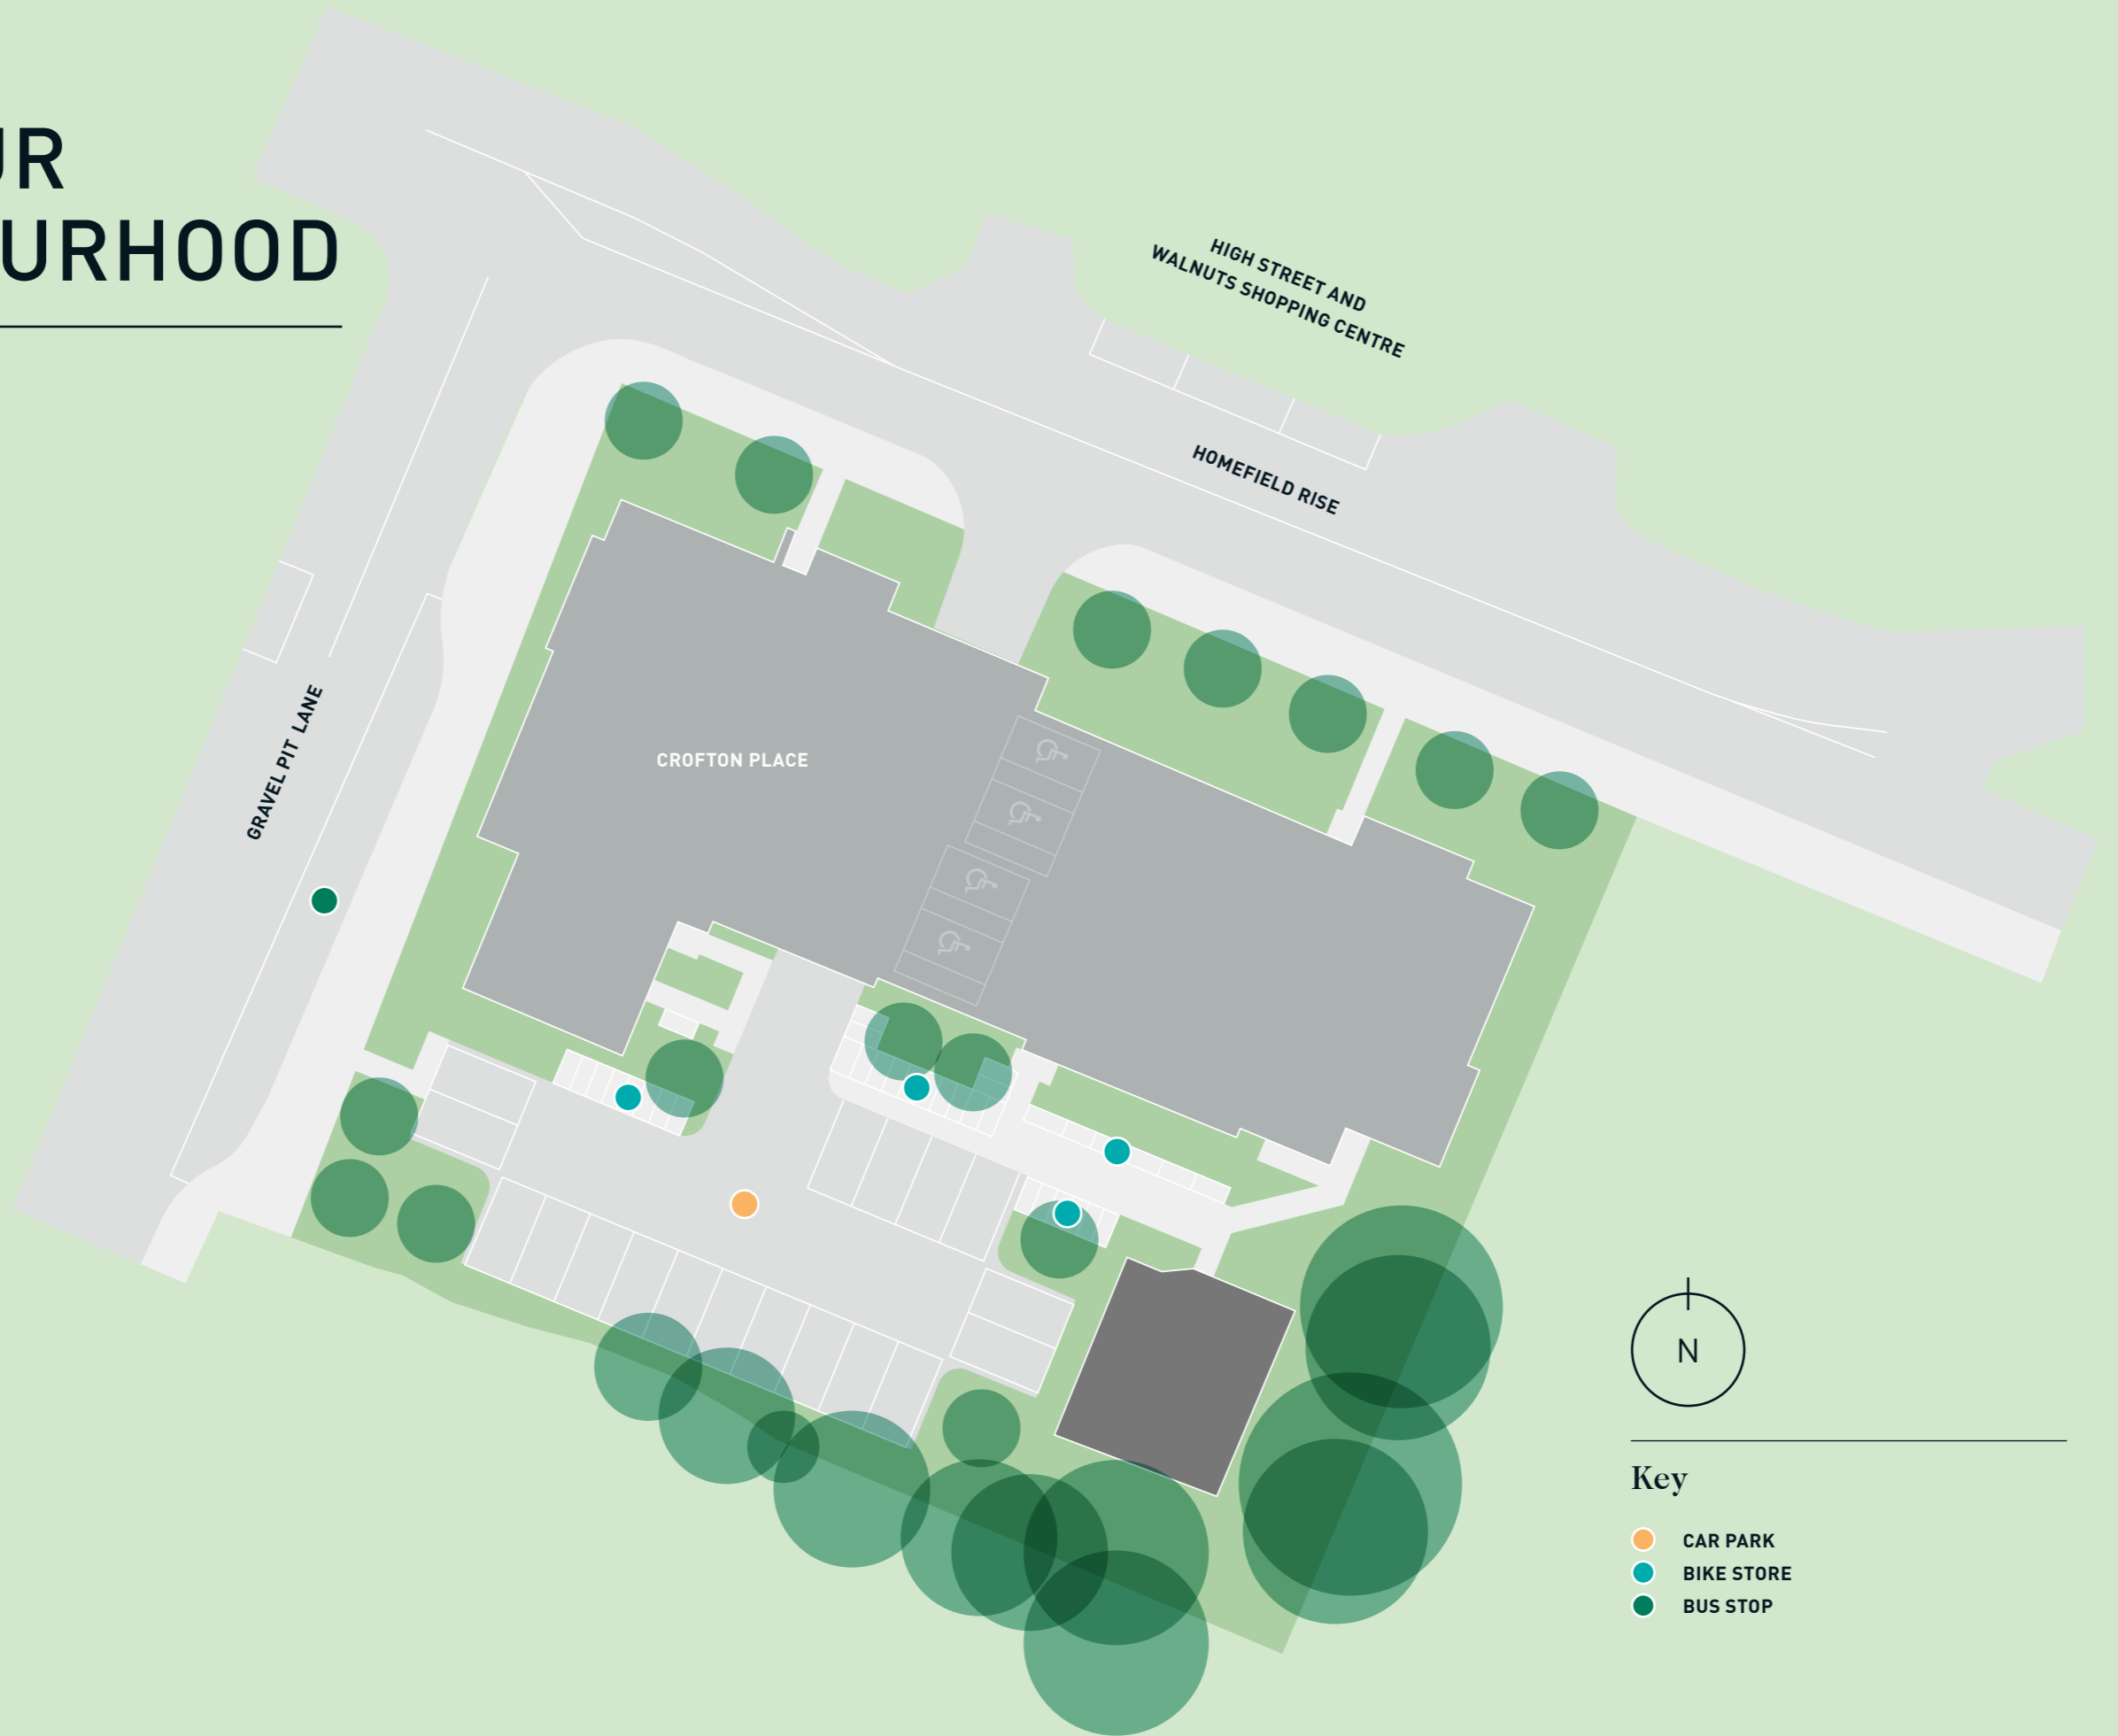 UR
URHOOD
HIGH STREET AND
WALNUTS SHOPPING CENTRE
HOMEFIELD RISE
GRAVEL PIT LANE
CROFTON PLACE
N
Key
CAR PARK
BIKE STORE
BUS STOP